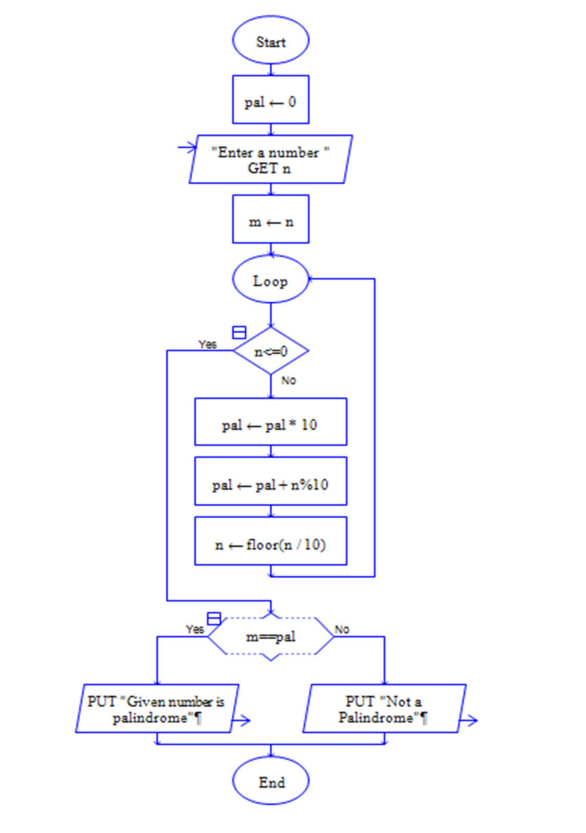 Start
pal ← 0
"Enter a number "
GET n
m ← n
Loop
Yes
n<=0
No
pal ← pal * 10
pal ← pal + n%10
n ← floor(n / 10)
Yes
m==pal
No
PUT "Given number is
palindrome"¶
PUT "Not a
Palindrome"¶
End